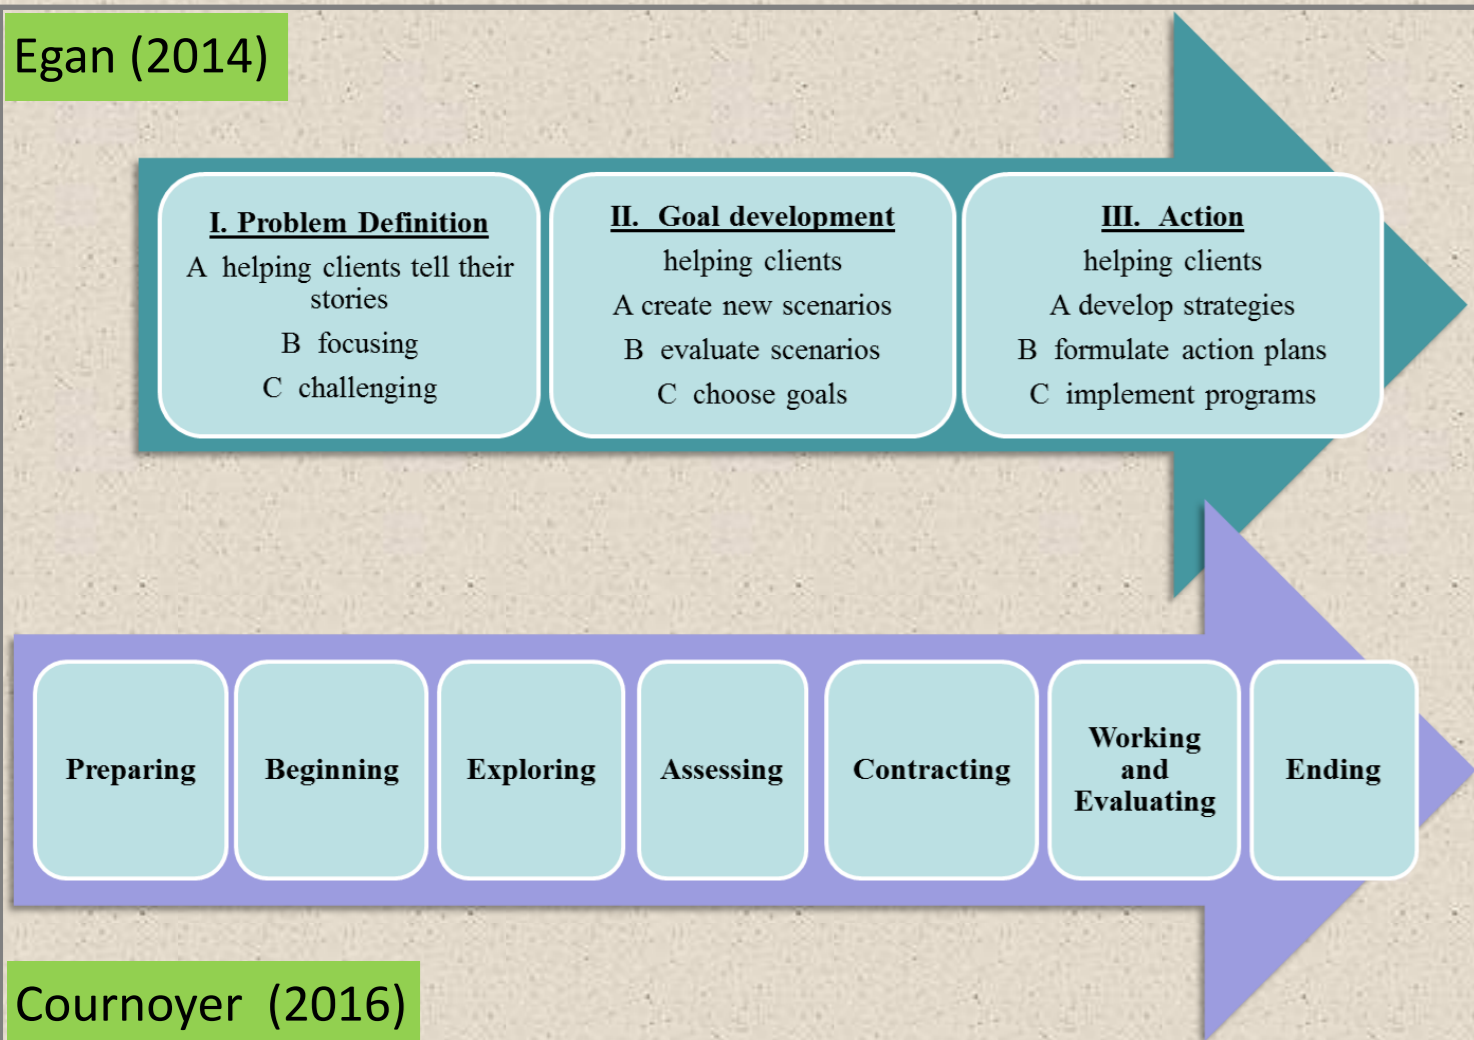 Egan (2014)
I. Problem Definition
A helping clients tell their
stories
B focusing
C challenging
II. Goal development
helping clients
A create new scenarios
B evaluate scenarios
C choose goals
III. Action
helping clients
A develop strategies
B formulate action plans
C implement programs
Preparing
Beginning
Exploring
Assessing
Contracting
Working
and
Evaluating
Ending
Cournoyer (2016)